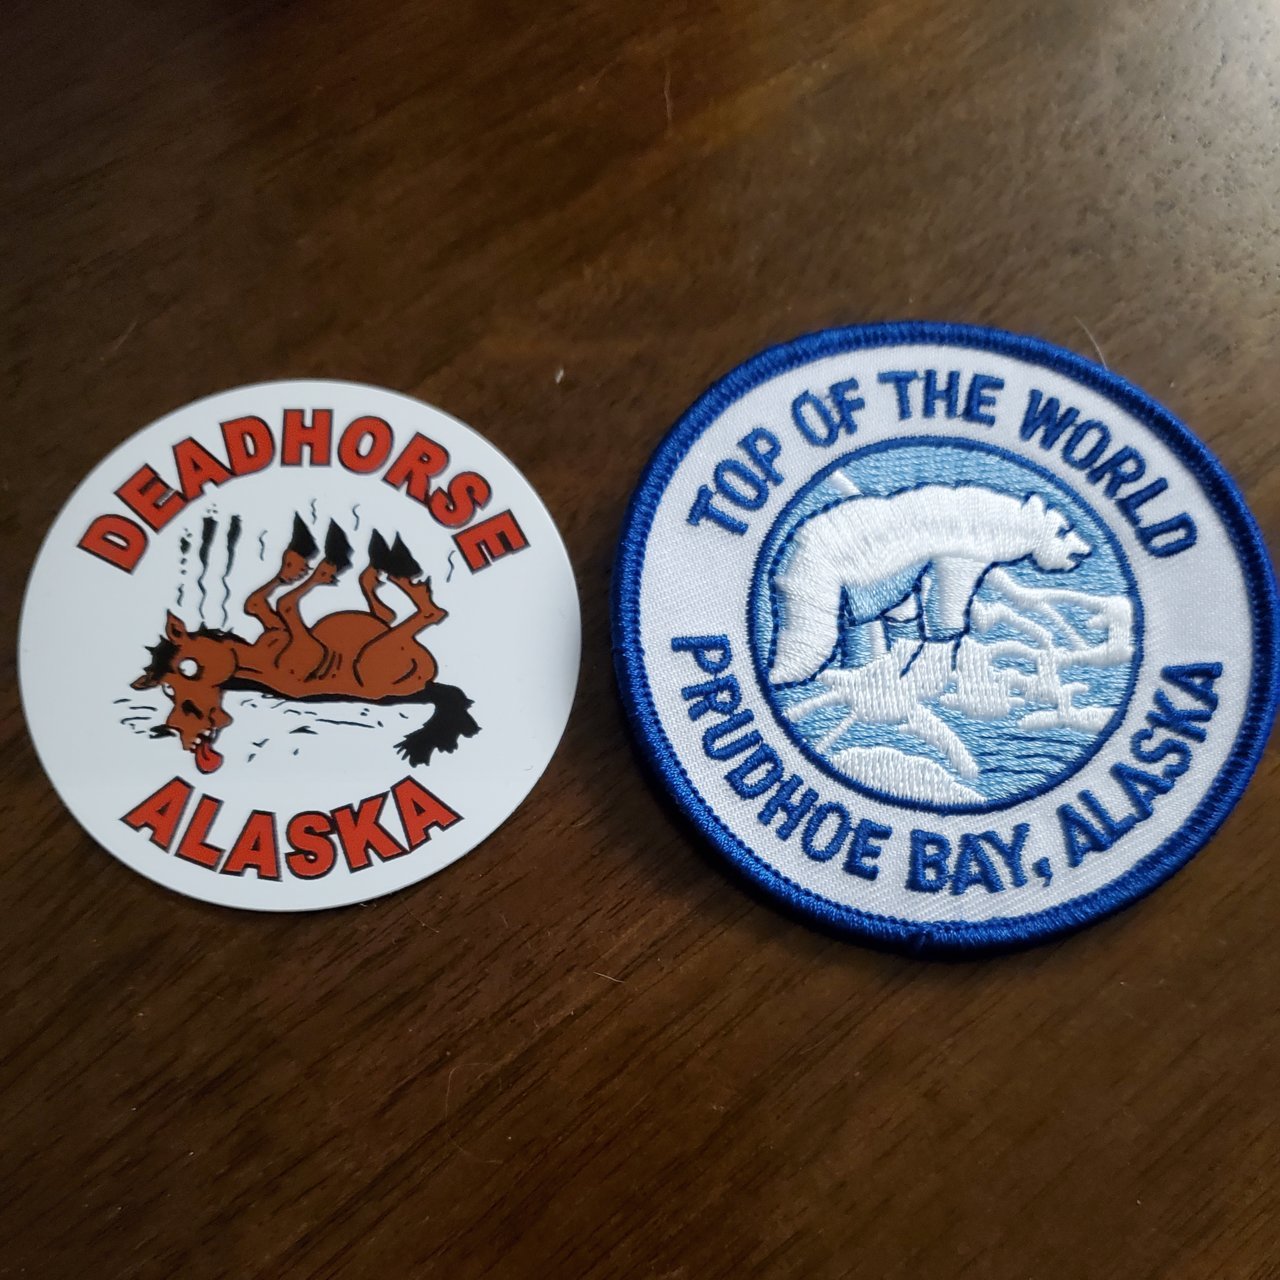 DEADHORSE
ALASKA
TOP OF THE WORLD
PRUDHOE BAY, ALASKA